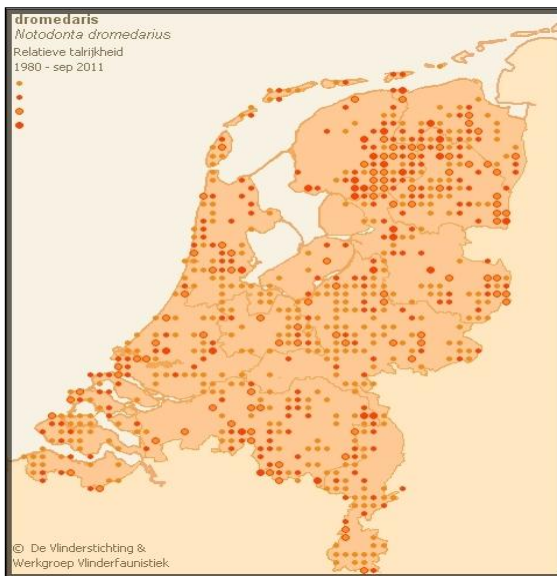 dromedaris
Notodonta dromedarius
Relatieve talrijkheid
1980 - sep 2011
© De Vlinderstichting &
Werkgroep Vlinderfaunistiek